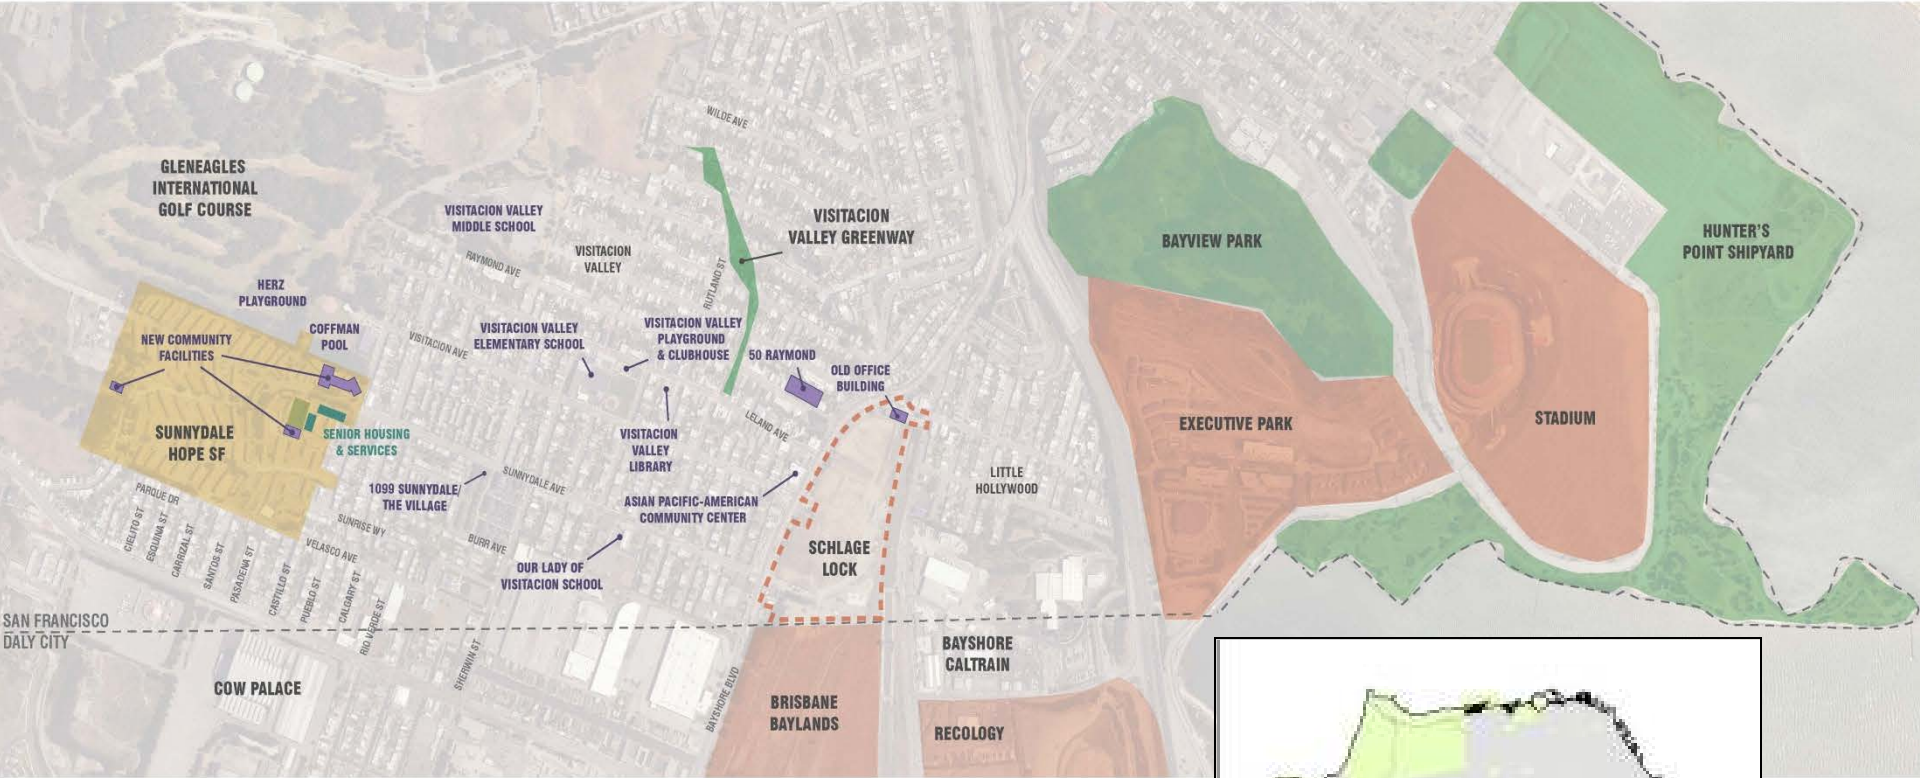 WILDE AVE
GLENEAGLES
INTERNATIONAL
GOLF COURSE
VISITACION VALLEY
MIDDLE SCHOOL
VISITACION
VALLEY GREENWAY
VISITACION
VALLEY
RAYMOND AVE
RUTLAND ST
BAYVIEW PARK
HUNTER'S
POINT SHIPYARD
HERZ
PLAYGROUND
NEW COMMUNITY
FACILITIES
COFFMAN
POOL
VISITACION AVE
VISITACION VALLEY
ELEMENTARY SCHOOL
VISITACION VALLEY
PLAYGROUND
& CLUBHOUSE
50 RAYMOND
OLD OFFICE
BUILDING
LELAND AVE
EXECUTIVE PARK
STADIUM
SUNNYDALE
HOPE SF
SENIOR HOUSING
& SERVICES
VISITACION
VALLEY
LIBRARY
1099 SUNNYDALE/
THE VILLAGE
SUNNYDALE AVE
ASIAN PACIFIC-AMERICAN
COMMUNITY CENTER
LITTLE
HOLLYWOOD
PARQUE DR
CIELITO ST
ESQUINA ST
CARRIZAL ST
SANTOS ST
PASADENA ST
CASTILLO ST
PUEBLO ST
CALGARY ST
RIO VERDE ST
SUNRISE WY
VELASCO AVE
BURR AVE
OUR LADY OF
VISITACION SCHOOL
SCHLAGE
LOCK
SAN FRANCISCO
DALY CITY
COW PALACE
SHERWIN ST
BAYSHORE BLVD
BRISBANE
BAYLANDS
BAYSHORE
CALTRAIN
RECOLOGY